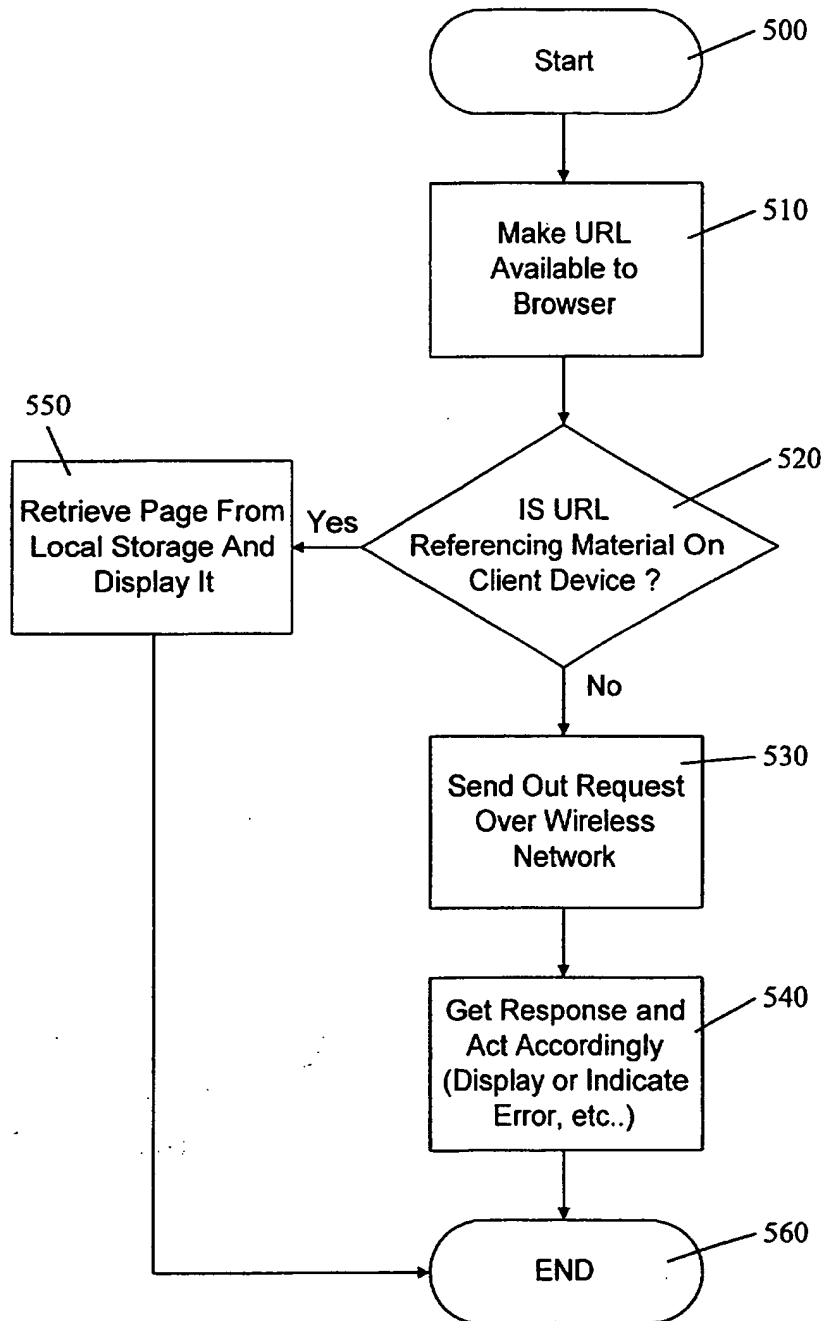 500
Start
510
Make URL
Available to
Browser
550
520
Retrieve Page From
Local Storage And
Display It
Yes
IS URL
Referencing Material On
Client Device ?
No
530
Send Out Request
Over Wireless
Network
540
Get Response and
Act Accordingly
(Display or Indicate
Error, etc..)
560
END